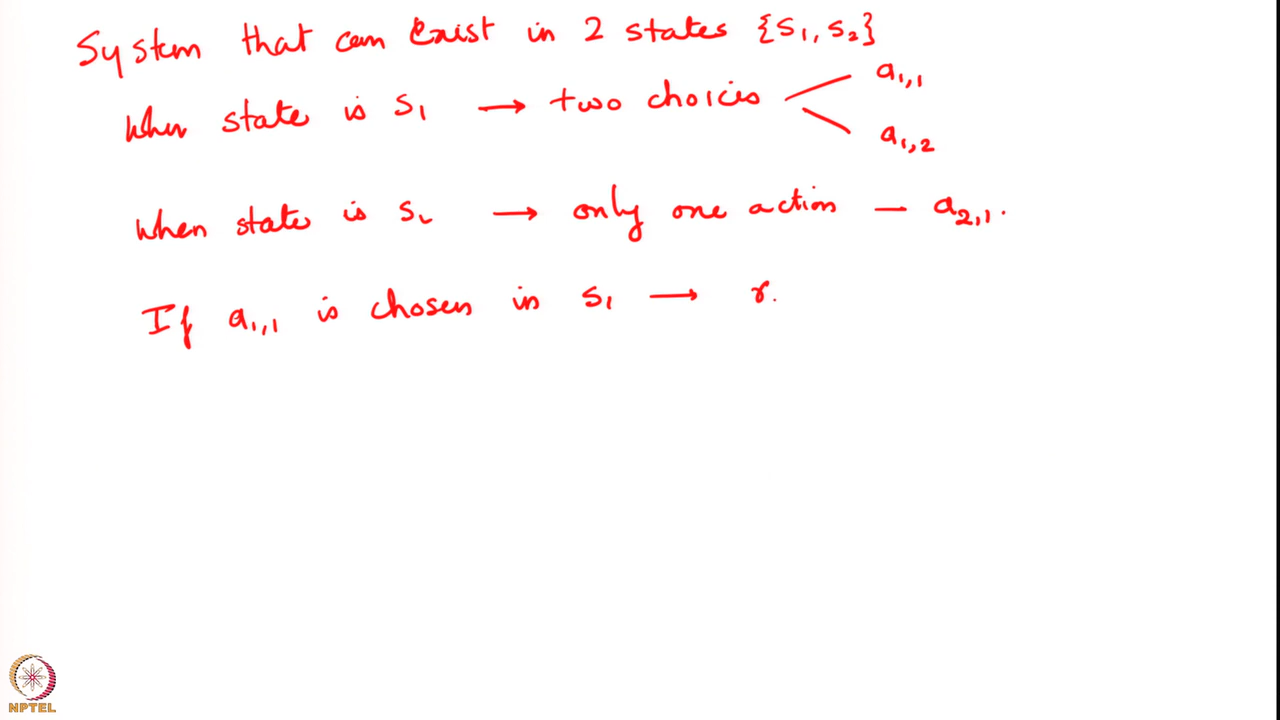 System that can Exist in 2 states {s₁, s₂}
When state is s₁ → two choices
a₁,₁
a₁,₂
When state is s₂ → only one action — a₂,₁.
If a₁,₁ is chosen in s₁ → r.
NPTEL